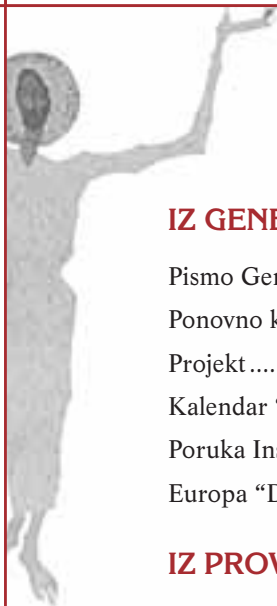 IZ GENE
Pismo Ge
Ponovno k
Projekt ....
Kalendar “
Poruka In
Europa “D
IZ PROV